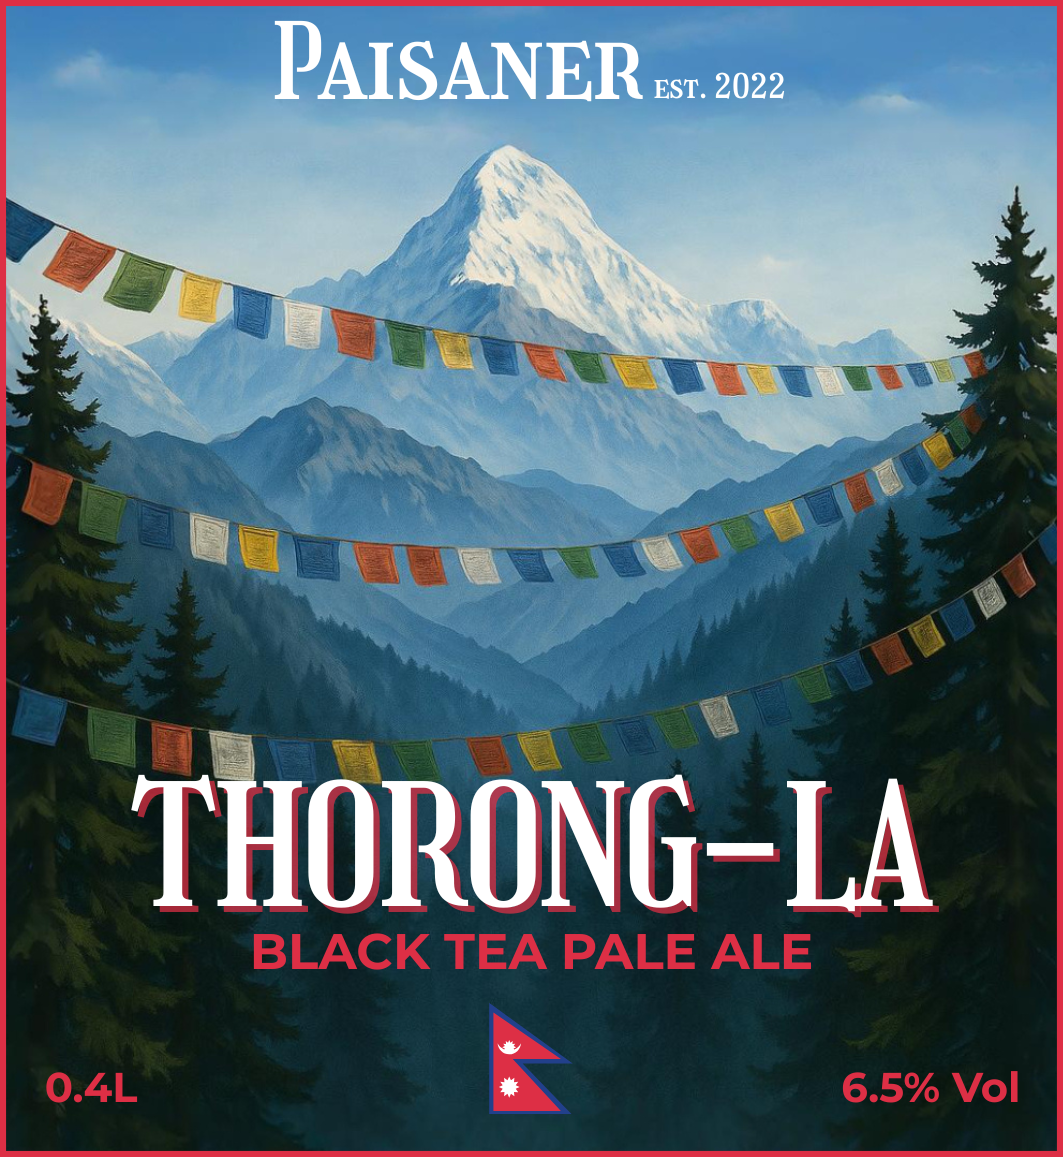 PAISANER EST. 2022
THORONG-LA
BLACK TEA PALE ALE
0.4L
6.5% Vol